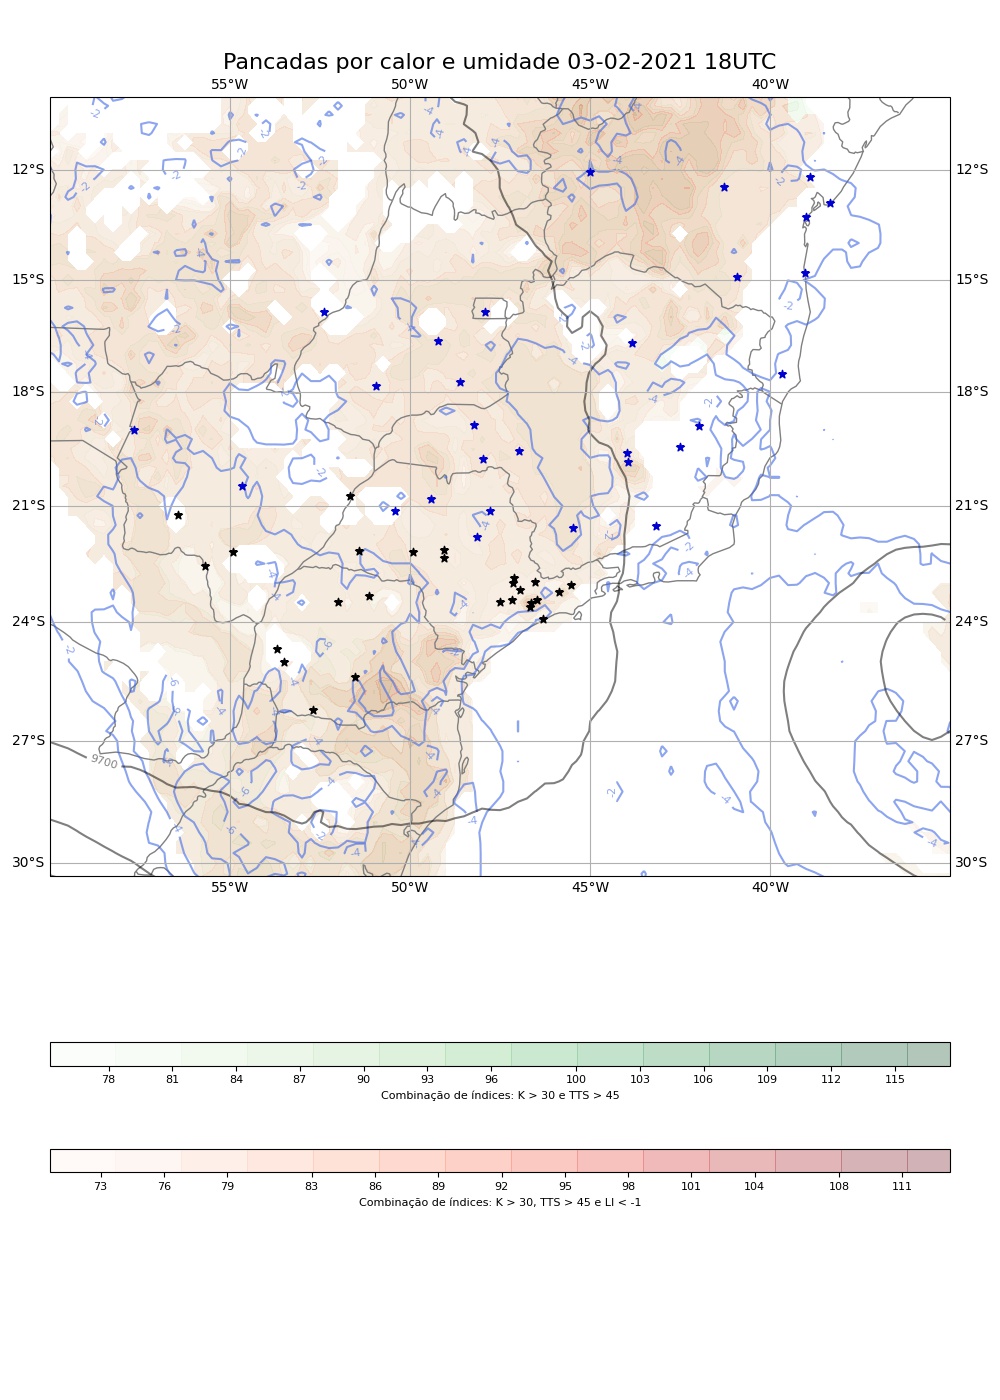 Pancadas por calor e umidade 03-02-2021 18UTC
55°W 50°W 45°W 40°W
12°S 12°S
15°S 15°S
18°S 18°S
21°S 21°S
24°S 24°S
27°S 27°S
9700
30°S 30°S
55°W 50°W 45°W 40°W
78 81 84 87 90 93 96 100 103 106 109 112 115
Combinação de índices: K > 30 e TTS > 45
73 76 79 83 86 89 92 95 98 101 104 108 111
Combinação de índices: K > 30, TTS > 45 e LI < -1